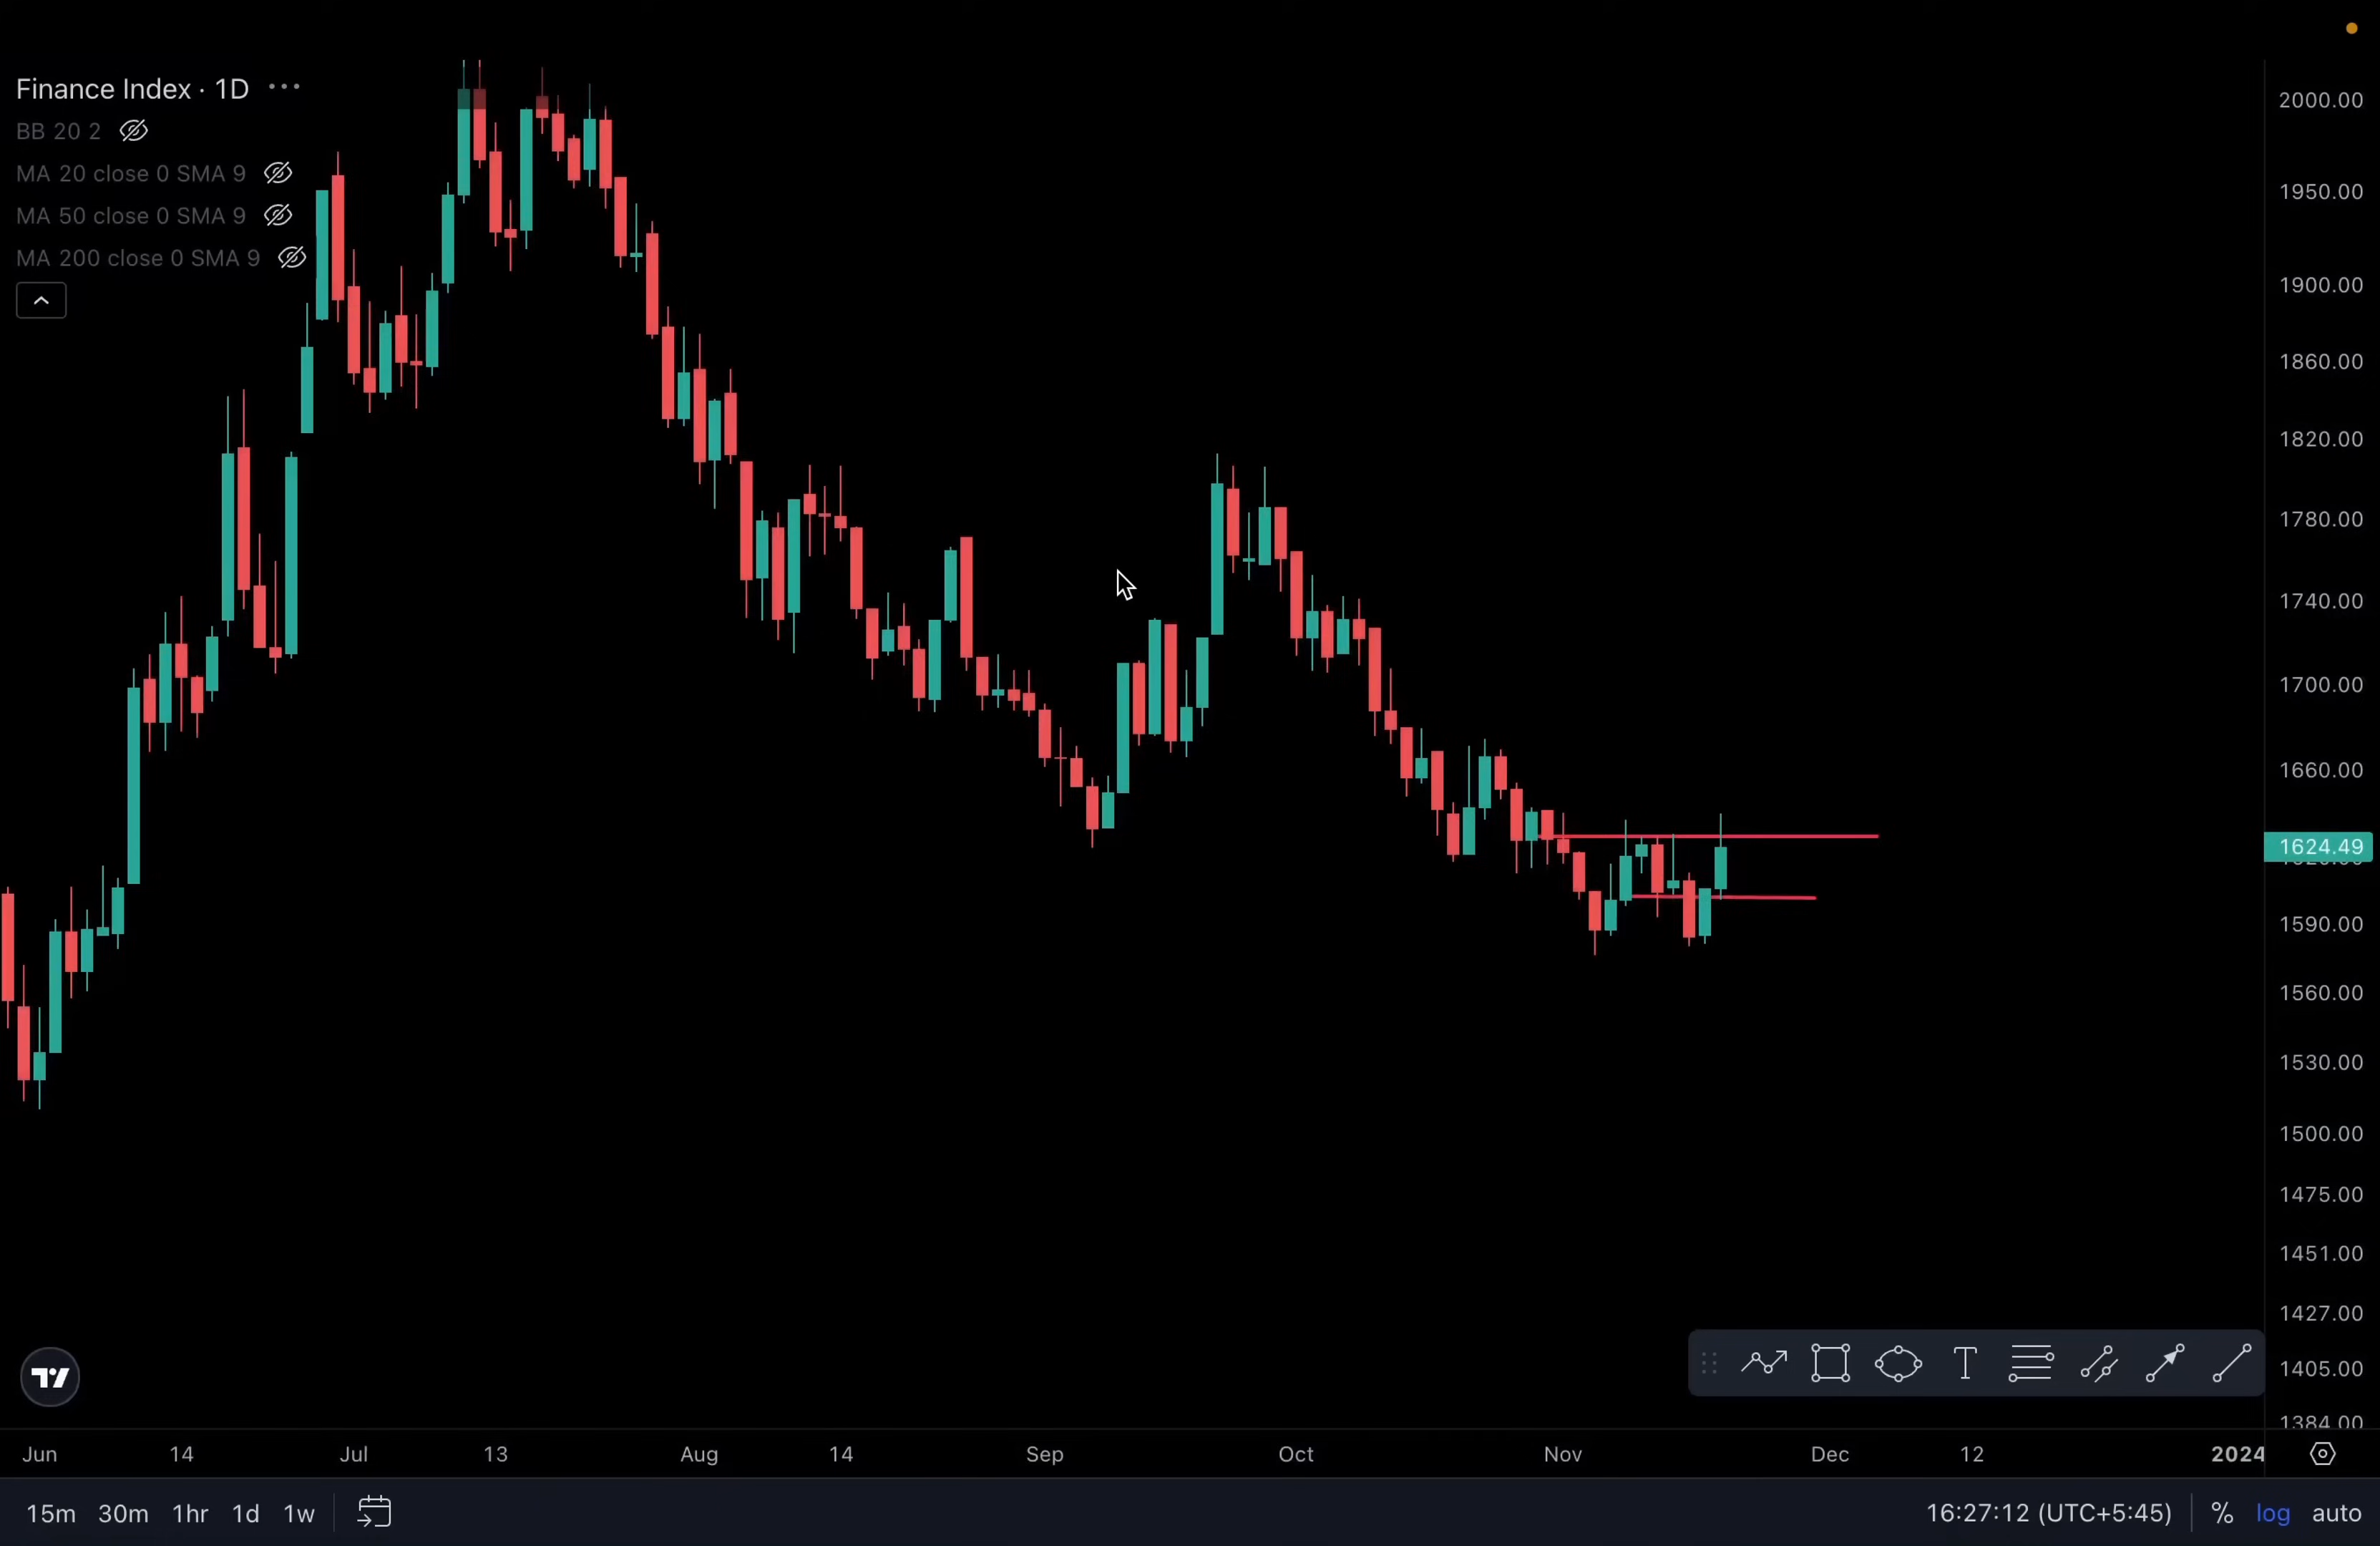 Finance Index · 1D ···
BB 20 2
MA 20 close 0 SMA 9
MA 50 close 0 SMA 9
MA 200 close 0 SMA 9
2000.00
1950.00
1900.00
1860.00
1820.00
1780.00
1740.00
1700.00
1660.00
1624.49
1590.00
1560.00
1530.00
1500.00
1475.00
1451.00
1427.00
1405.00
1384.00
T
Jun 14 Jul 13 Aug 14 Sep Oct Nov Dec 12 2024
15m 30m 1hr 1d 1w 16:27:12 (UTC+5:45) % log auto